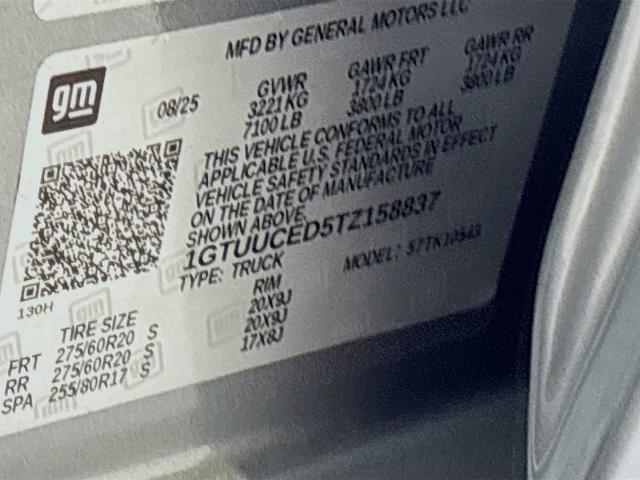 MFD BY GENERAL MOTORS LLC
gm
08/25
GVWR GAWR FRT GAWR RR
3221KG 1724 KG 1724 KG
7100 LB 3800 LB 3800 LB
THIS VEHICLE CONFORMS TO ALL
APPLICABLE U.S. FEDERAL MOTOR
VEHICLE SAFETY STANDARDS IN EFFECT
ON THE DATE OF MANUFACTURE
SHOWN ABOVE.
1GTUUCED5TZ158837
TYPE: TRUCK MODEL:
130H
TIRE SIZE RIM
FRT 275/60R20 S 20X9J
RR 275/60R20 S 20X9J
SPA 255/80R17 S 17X8J